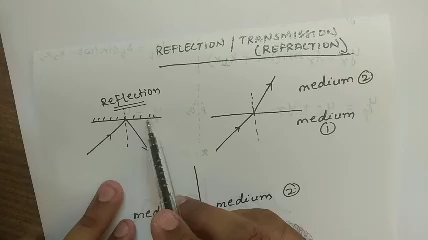 REFLECTION / TRANSMISSION
(REFRACTION)
Reflection
medium ②
medium
①
medium ②